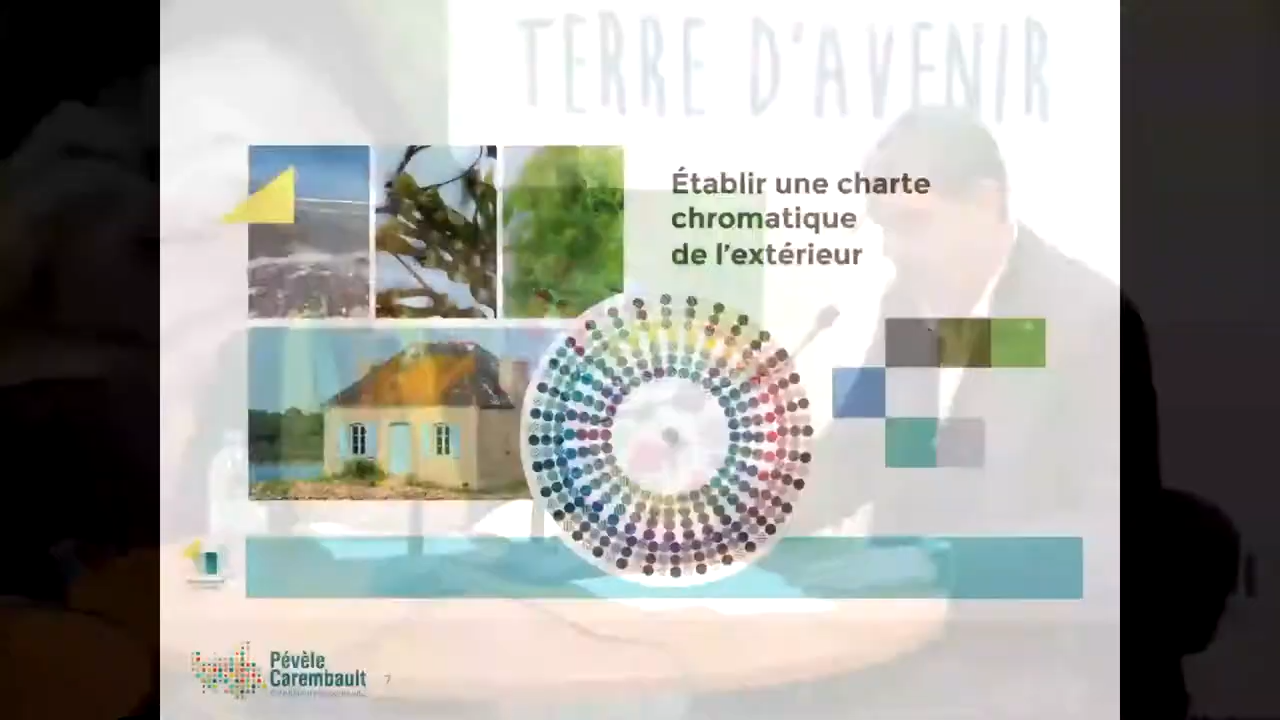 TERRE D'AVENIR
Établir une charte
chromatique
de l'extérieur
Pévèle
Carembault
7